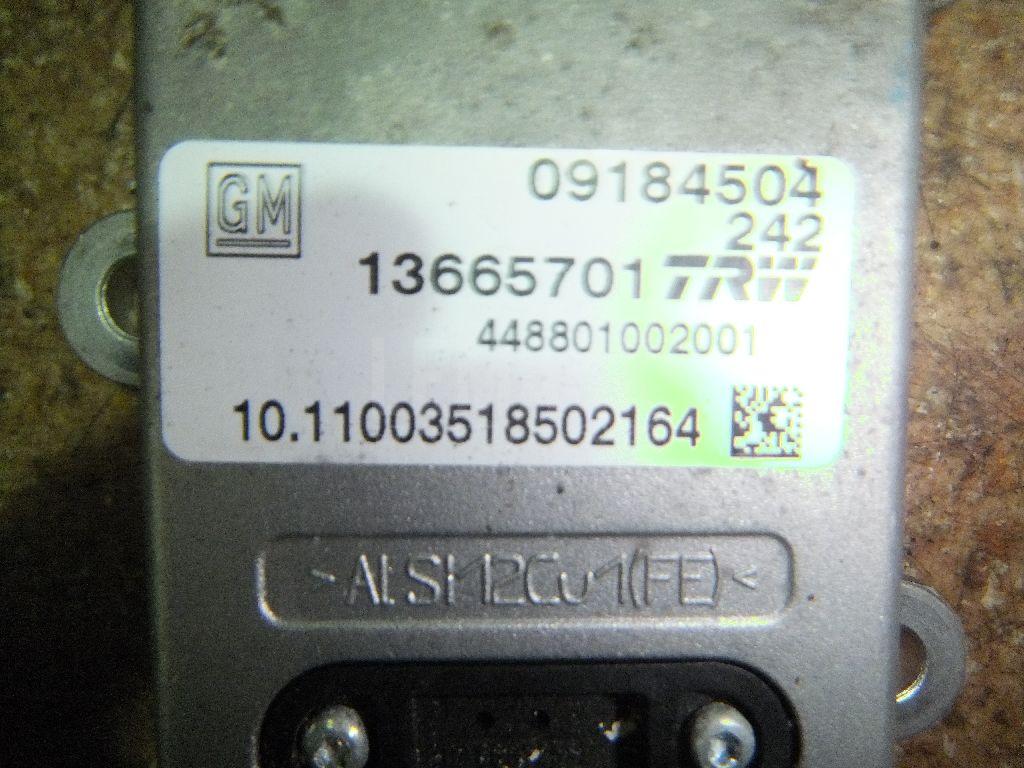 GM
09184504
242
13665701 TRW
448801002001
10.11003518502164
>AlSi12Cu1(FE)<